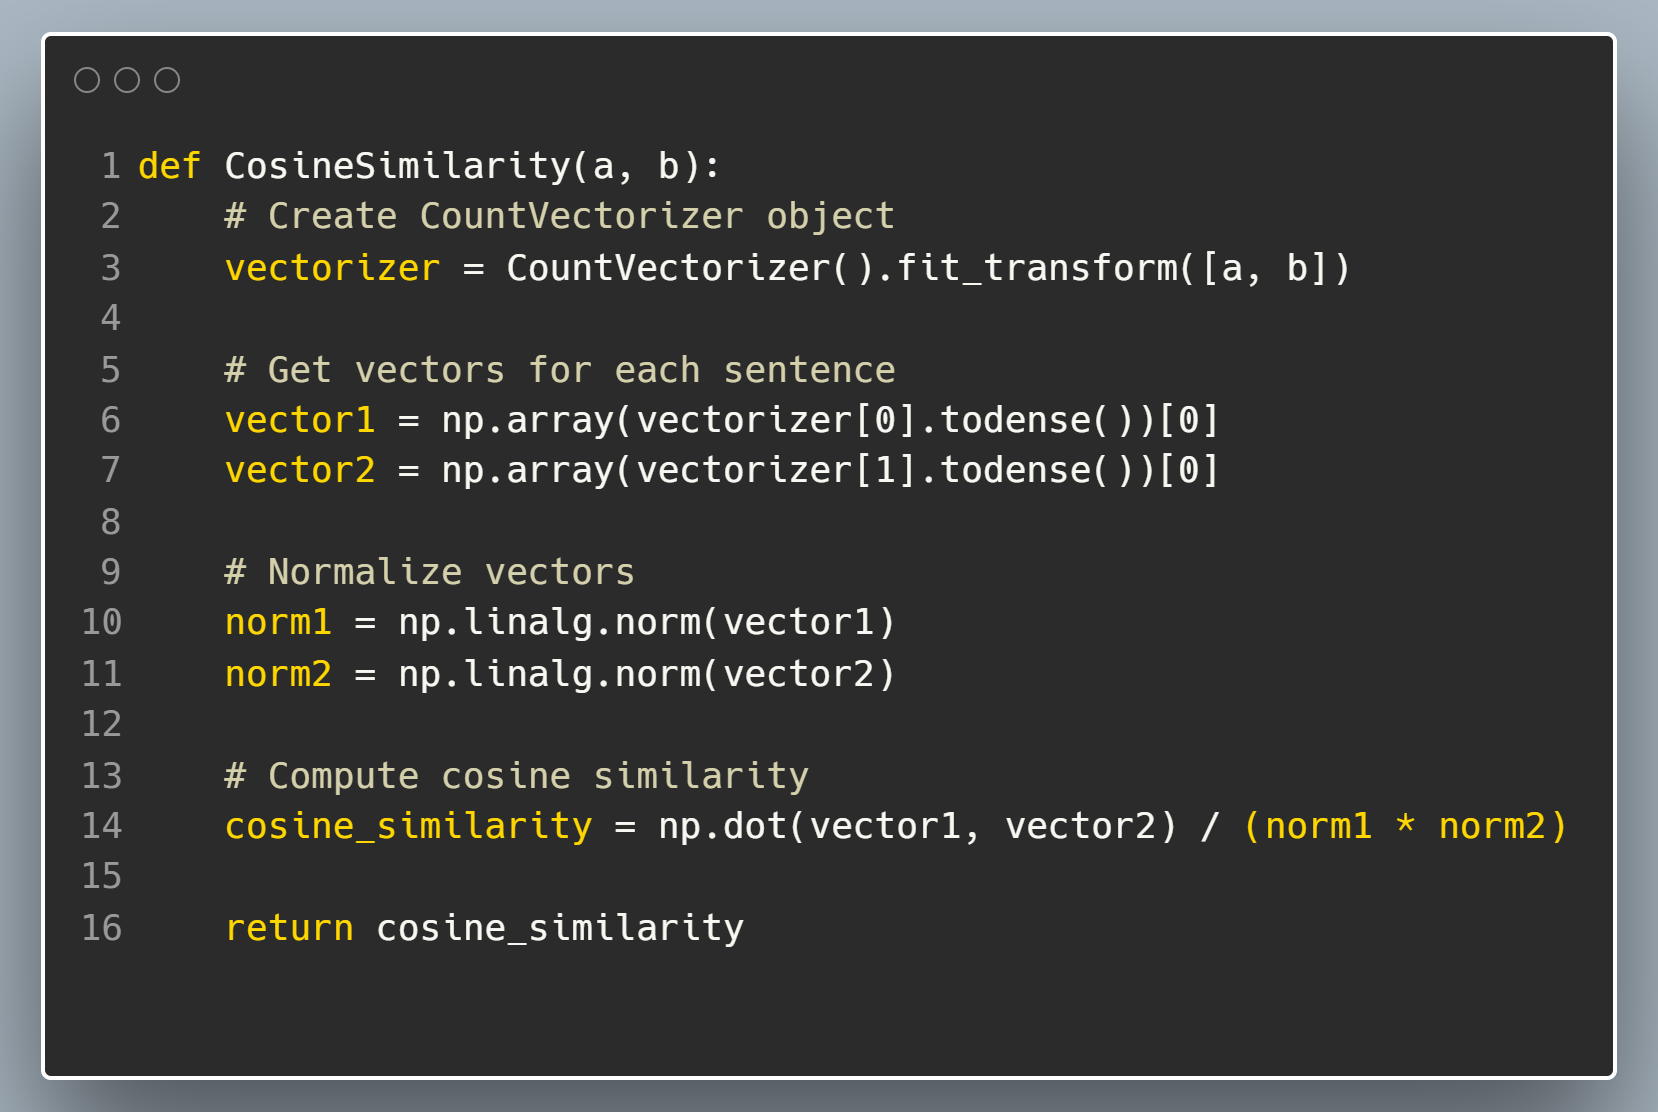 1 def CosineSimilarity(a, b):
2     # Create CountVectorizer object
3     vectorizer = CountVectorizer().fit_transform([a, b])
4
5     # Get vectors for each sentence
6     vector1 = np.array(vectorizer[0].todense())[0]
7     vector2 = np.array(vectorizer[1].todense())[0]
8
9     # Normalize vectors
10     norm1 = np.linalg.norm(vector1)
11     norm2 = np.linalg.norm(vector2)
12
13     # Compute cosine similarity
14     cosine_similarity = np.dot(vector1, vector2) / (norm1 * norm2)
15
16     return cosine_similarity